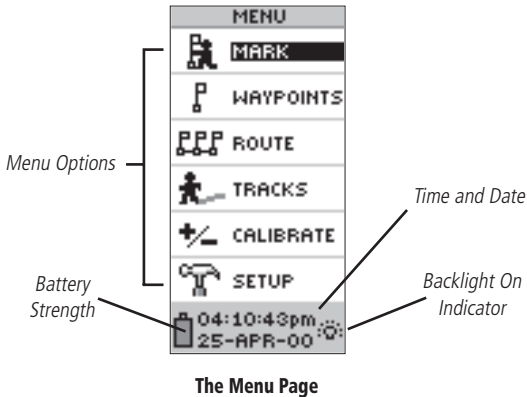 MENU
MARK
WAYPOINTS
ROUTE
TRACKS
CALIBRATE
SETUP
04:10:43pm
25-APR-00
Menu Options
Battery
Strength
Time and Date
Backlight On
Indicator
The Menu Page